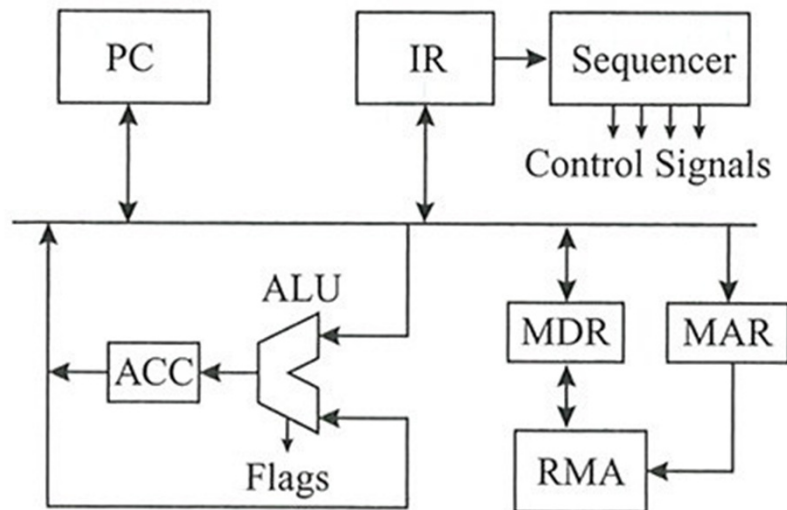 PC
IR
Sequencer
Control Signals
ALU
ACC
Flags
MDR
MAR
RMA